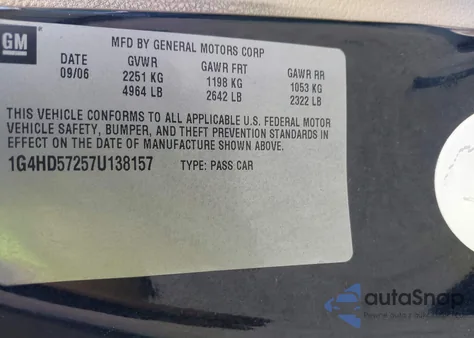 GM
MFD BY GENERAL MOTORS CORP
DATE GVWR GAWR FRT GAWR RR
09/06 2251 KG 1198 KG 1053 KG
4964 LB 2642 LB 2322 LB
THIS VEHICLE CONFORMS TO ALL APPLICABLE U.S. FEDERAL MOTOR
VEHICLE SAFETY, BUMPER, AND THEFT PREVENTION STANDARDS IN
EFFECT ON THE DATE OF MANUFACTURE SHOWN ABOVE.
1G4HD57257U138157 TYPE: PASS CAR
autoSnap